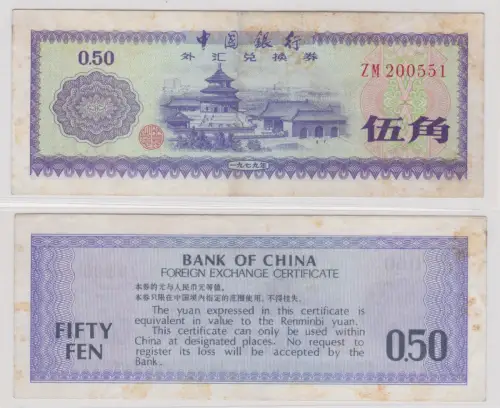 中国银行
外汇兑换券
0.50
ZM 200551
伍角
一九七九年
BANK OF CHINA
FOREIGN EXCHANGE CERTIFICATE
本券的元与人民币元等值。
本券只限在中国境内指定的范围使用，不得挂失。
The yuan expressed in this certificate is
equivalent in value to the Renminbi yuan.
This certificate can only be used within
China at designated places. No request to
register its loss will be accepted by the
Bank.
FIFTY
FEN
0.50